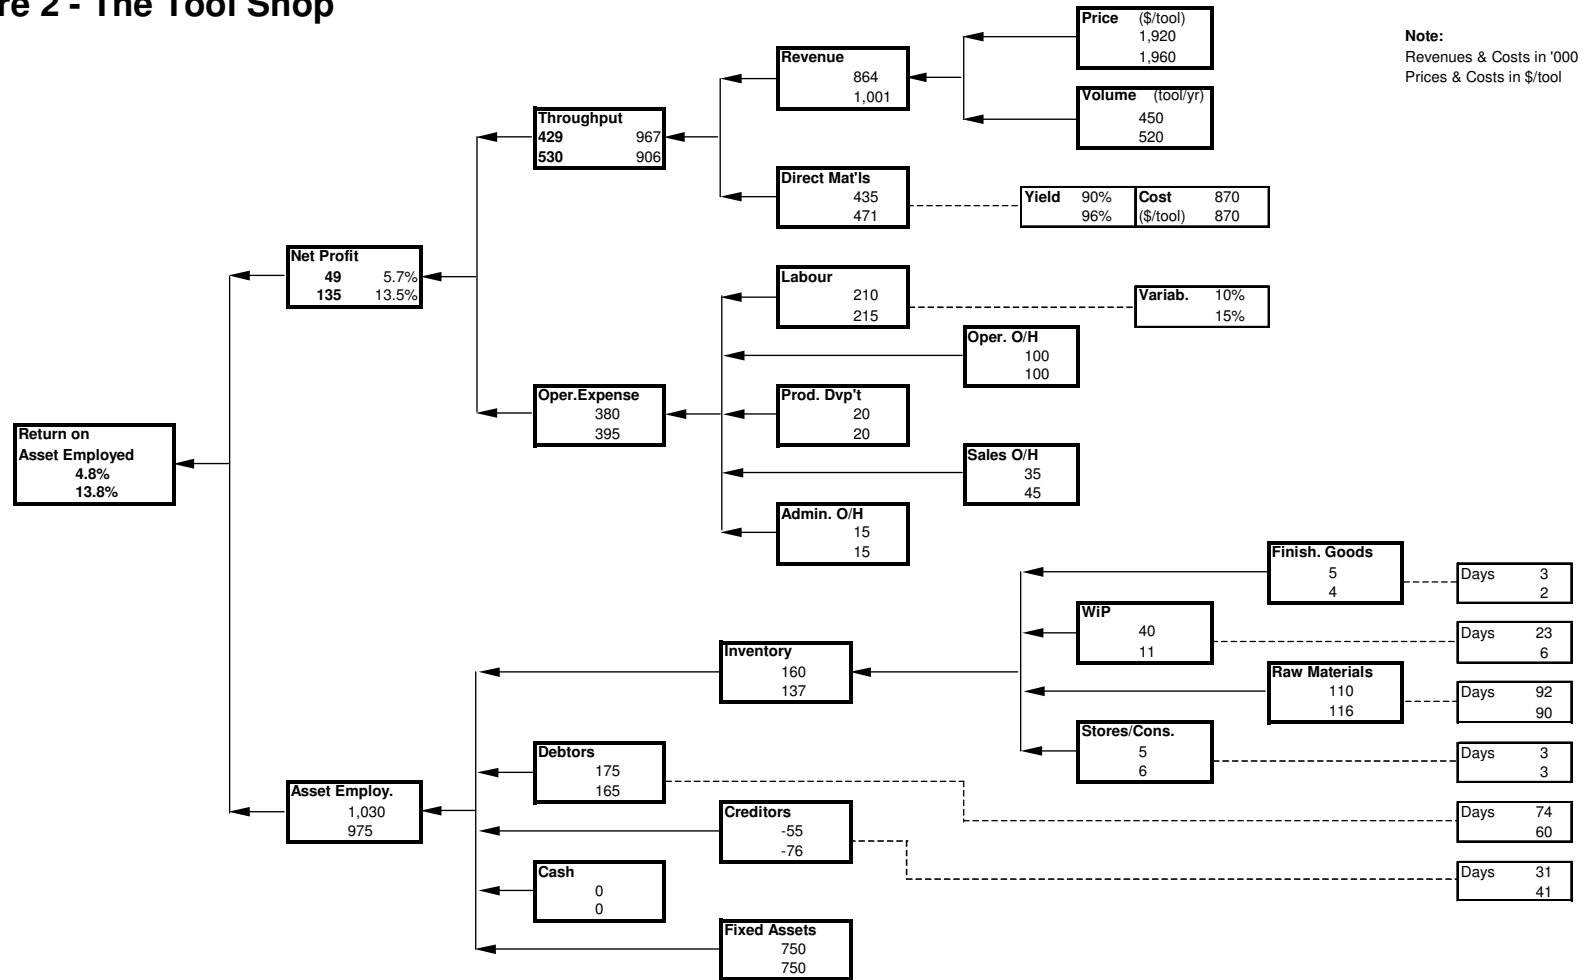 re 2 - The Tool Shop
Price ($/tool)
1,920
1,960
Note:
Revenues & Costs in '000
Prices & Costs in $/tool
Revenue
864
1,001
Volume (tool/yr)
450
520
Throughput
429 967
530 906
Direct Mat'ls
435
471
Yield 90% Cost 870
96% ($/tool) 870
Net Profit
49 5.7%
135 13.5%
Labour
210
215
Variab. 10%
15%
Oper. O/H
100
100
Oper.Expense
380
395
Prod. Dvp't
20
20
Return on
Asset Employed
4.8%
13.8%
Sales O/H
35
45
Admin. O/H
15
15
Finish. Goods
5
4
Days 3
2
WiP
40
11
Days 23
6
Inventory
160
137
Raw Materials
110
116
Days 92
90
Stores/Cons.
5
6
Days 3
3
Debtors
175
165
Asset Employ.
1,030
975
Creditors
-55
-76
Days 74
60
Cash
0
0
Days 31
41
Fixed Assets
750
750